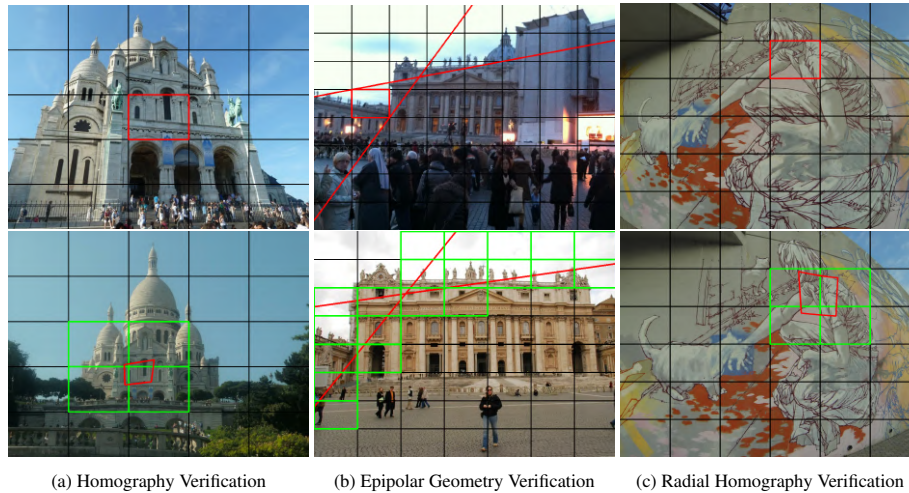 (a) Homography Verification
(b) Epipolar Geometry Verification
(c) Radial Homography Verification